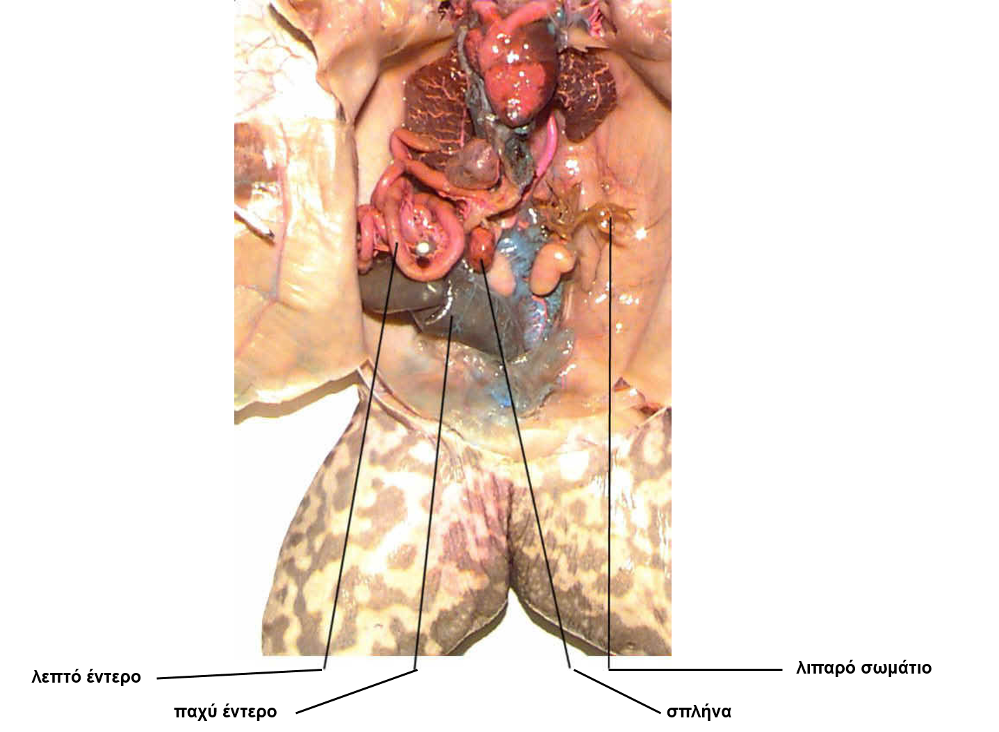 λιπαρό σωμάτιο
λεπτό έντερο
παχύ έντερο
σπλήνα